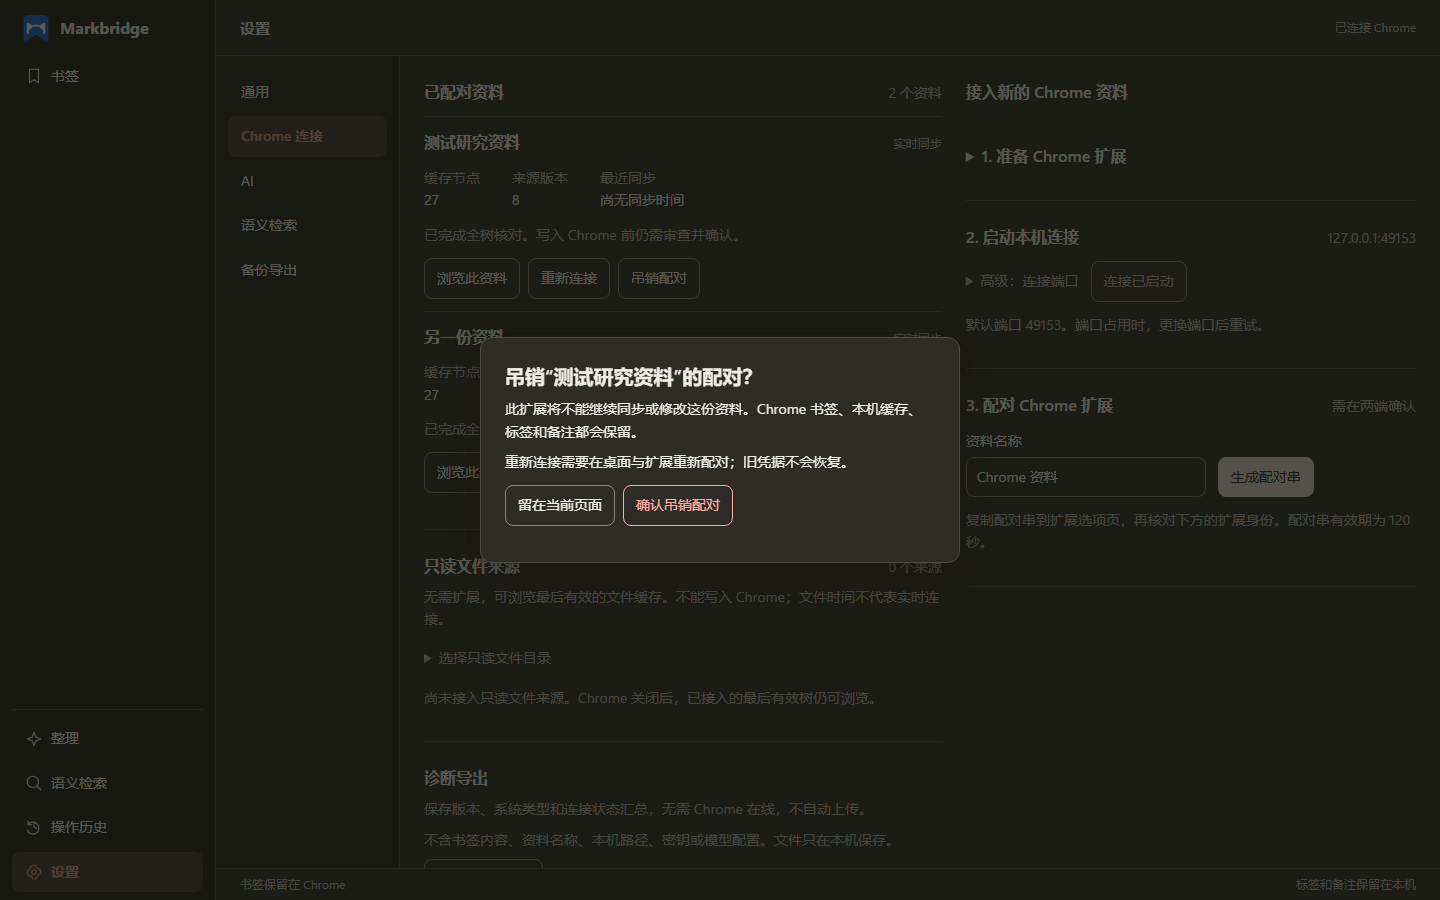 Markbridge
书签
整理
语义检索
操作历史
设置
设置
已连接 Chrome
通用
Chrome 连接
AI
语义检索
备份导出
已配对资料
2 个资料
测试研究资料
实时同步
缓存节点
来源版本
最近同步
27
8
尚无同步时间
已完成全树核对。写入 Chrome 前仍需审查并确认。
浏览此资料
重新连接
吊销配对
另一份资料
缓存节点
27
已完成全
浏览此
吊销“测试研究资料”的配对？
此扩展将不能继续同步或修改这份资料。Chrome 书签、本机缓存、
标签和备注都会保留。
重新连接需要在桌面与扩展重新配对；旧凭据不会恢复。
留在当前页面
确认吊销配对
只读文件来源
0 个来源
无需扩展，可浏览最后有效的文件缓存。不能写入 Chrome；文件时间不代表实时连
接。
选择只读文件目录
尚未接入只读文件来源。Chrome 关闭后，已接入的最后有效树仍可浏览。
诊断导出
保存版本、系统类型和连接状态汇总，无需 Chrome 在线，不自动上传。
不含书签内容、资料名称、本机路径、密钥或模型配置。文件只在本机保存。
接入新的 Chrome 资料
1. 准备 Chrome 扩展
2. 启动本机连接
127.0.0.1:49153
高级：连接端口
连接已启动
默认端口 49153。端口占用时，更换端口后重试。
3. 配对 Chrome 扩展
需在两端确认
资料名称
Chrome 资料
生成配对串
复制配对串到扩展选项页，再核对下方的扩展身份。配对串有效期为 120
秒。
书签保留在 Chrome
标签和备注保留在本机